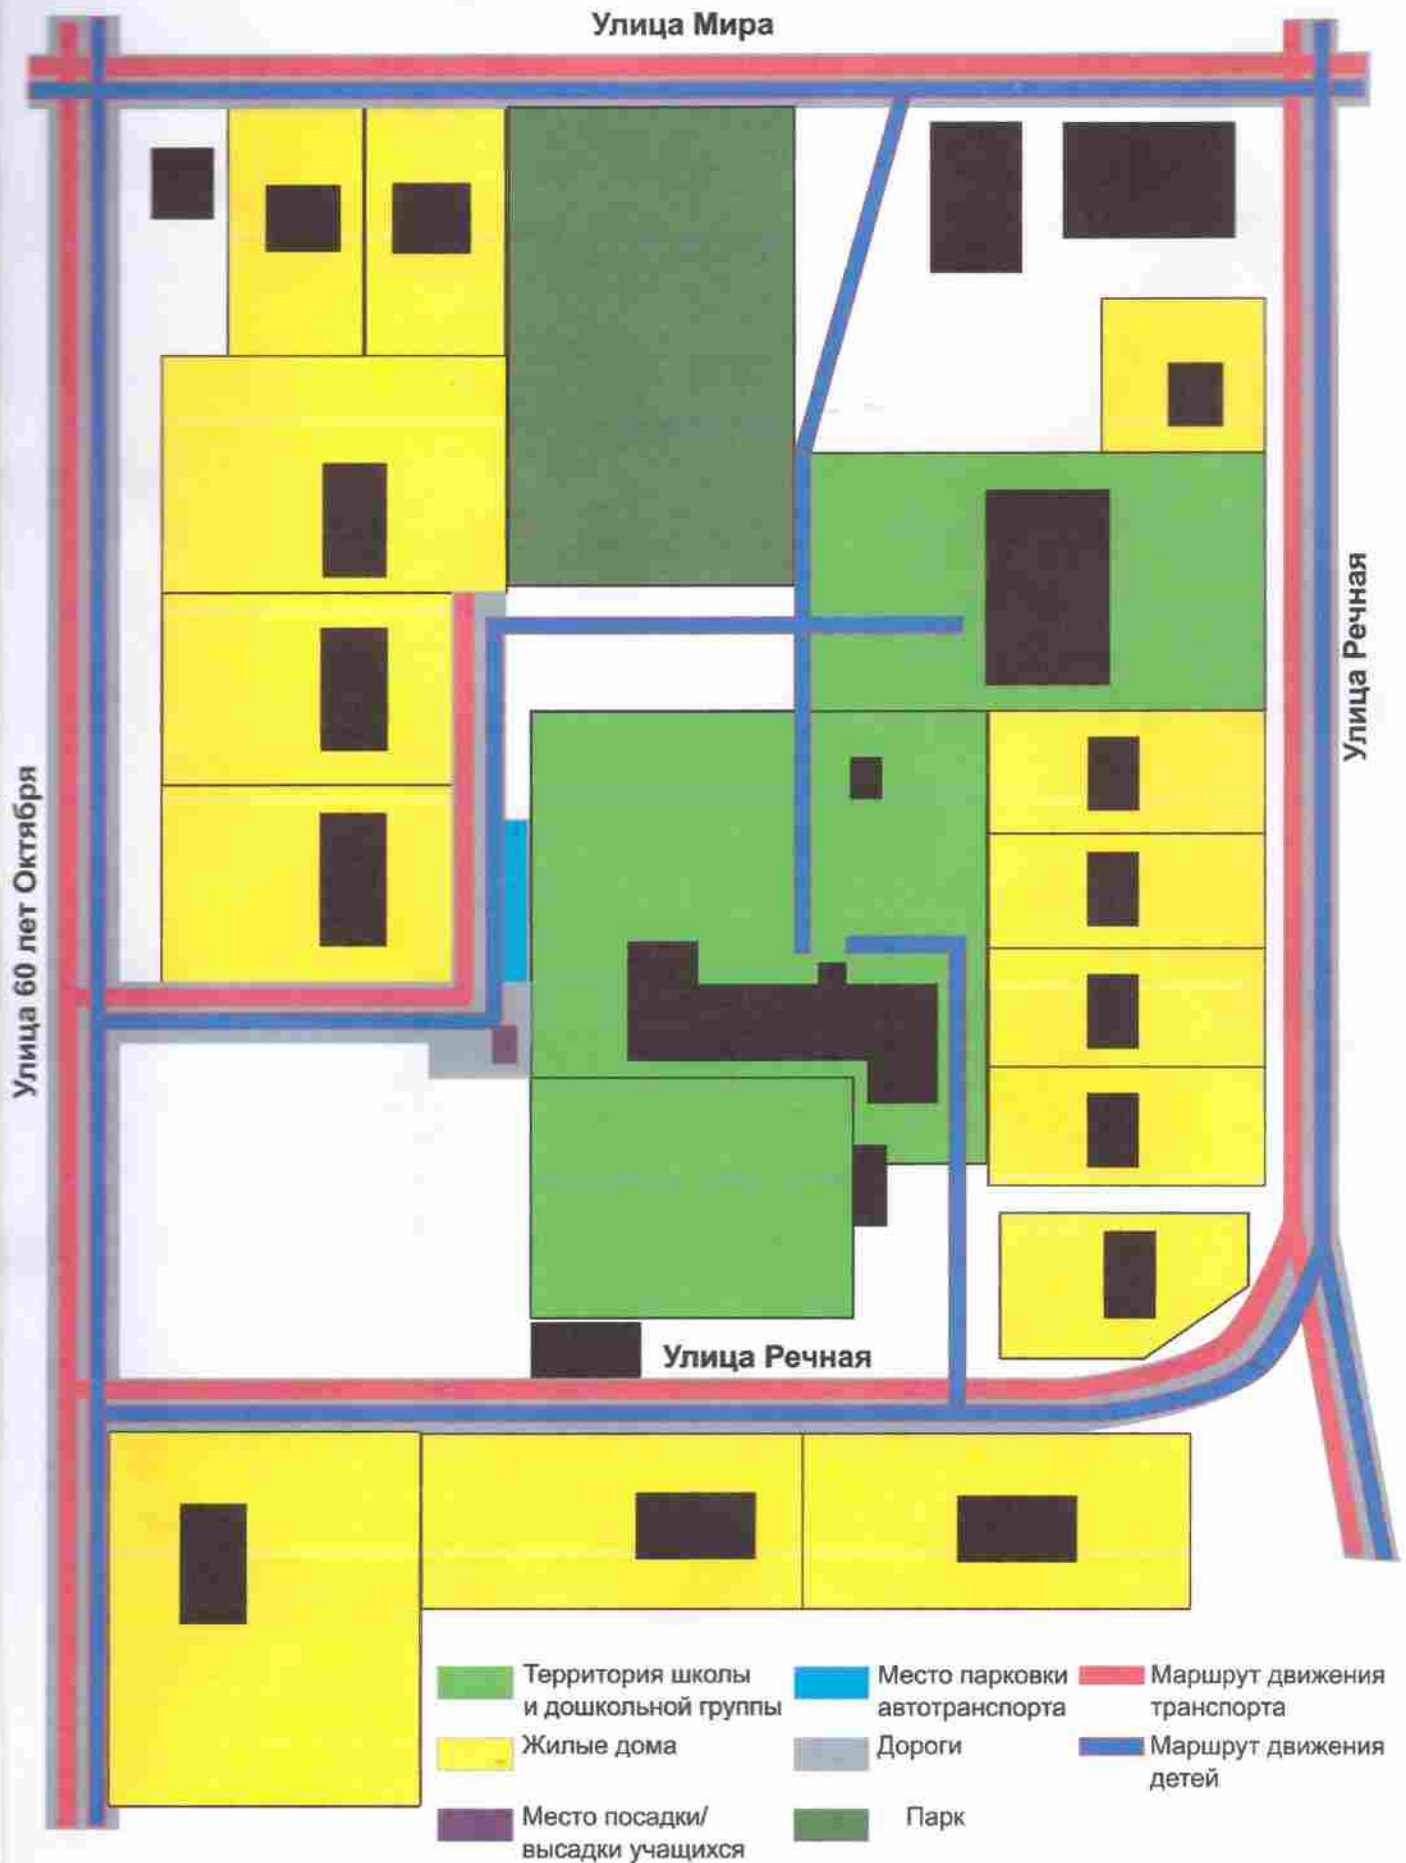 Улица Мира
Улица Речная
Улица 60 лет Октября
Улица Речная
Территория школы
и дошкольной группы
Место парковки
автотранспорта
Маршрут движения
транспорта
Жилые дома
Дороги
Маршрут движения
детей
Место посадки/
высадки учащихся
Парк